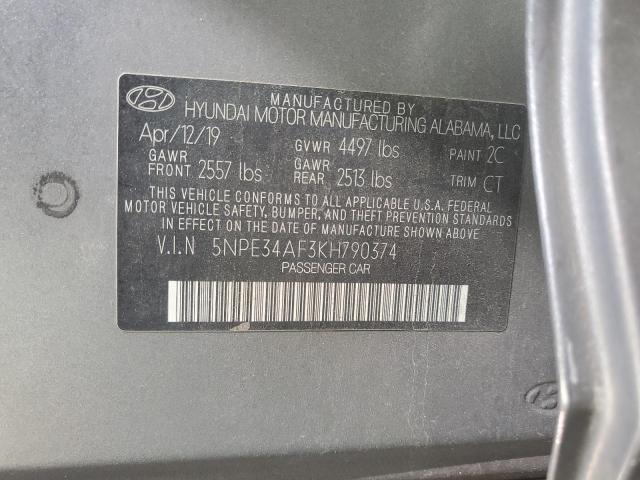 MANUFACTURED BY
HYUNDAI MOTOR MANUFACTURING ALABAMA, LLC
Apr/12/19 GVWR 4497 lbs PAINT 2C
GAWR FRONT 2557 lbs GAWR REAR 2513 lbs TRIM CT
THIS VEHICLE CONFORMS TO ALL APPLICABLE U.S.A. FEDERAL
MOTOR VEHICLE SAFETY, BUMPER, AND THEFT PREVENTION STANDARDS
IN EFFECT ON THE DATE OF MANUFACTURE SHOWN ABOVE.
V.I.N 5NPE34AF3KH790374
PASSENGER CAR